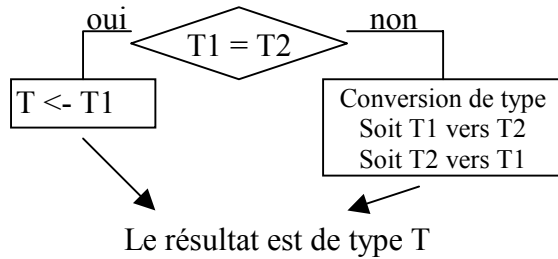 oui
T1 = T2
non
T <- T1
Conversion de type
Soit T1 vers T2
Soit T2 vers T1
Le résultat est de type T